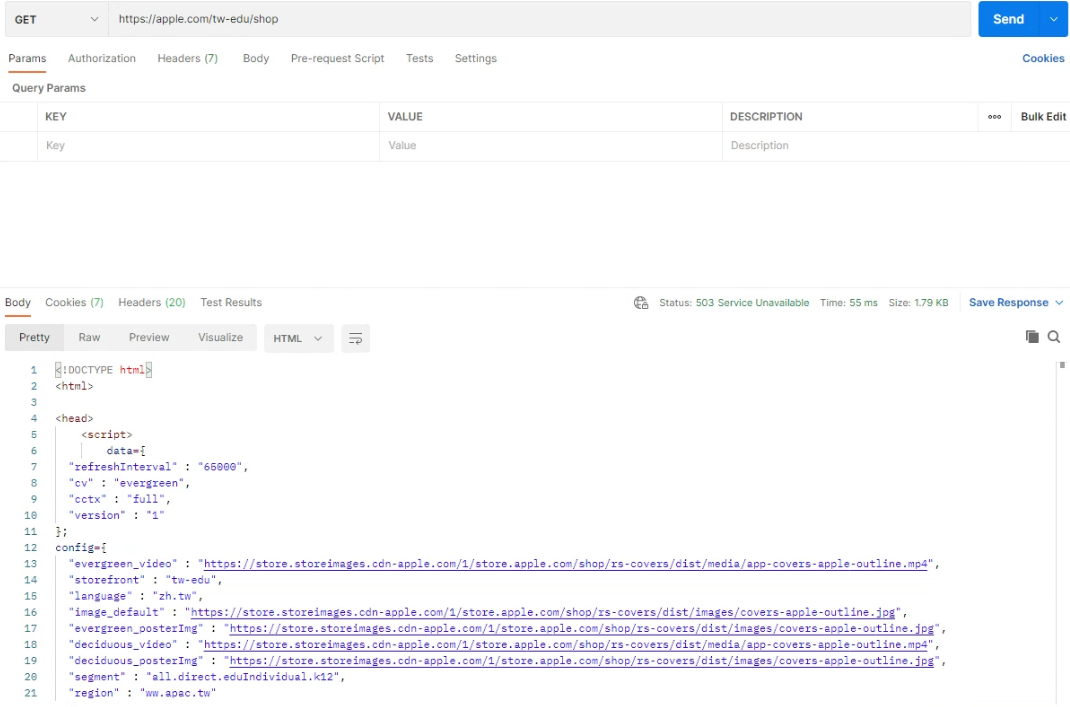 GET https://apple.com/tw-edu/shop Send
Params Authorization Headers (7) Body Pre-request Script Tests Settings Cookies
Query Params
KEY VALUE DESCRIPTION ooo Bulk Edit
Key Value Description
Body Cookies (7) Headers (20) Test Results Status: 503 Service Unavailable Time: 55 ms Size: 1.79 KB Save Response
Pretty Raw Preview Visualize HTML
1 <!DOCTYPE html>
2 <html>
3
4 <head>
5 <script>
6 data={
7 "refreshInterval" : "65000",
8 "cv" : "evergreen",
9 "cctx" : "full",
10 "version" : "1"
11 };
12 config={
13 "evergreen_video" : "https://store.storeimages.cdn-apple.com/1/store.apple.com/shop/rs-covers/dist/media/app-covers-apple-outline.mp4",
14 "storefront" : "tw-edu",
15 "language" : "zh.tw",
16 "image_default" : "https://store.storeimages.cdn-apple.com/1/store.apple.com/shop/rs-covers/dist/images/covers-apple-outline.jpg",
17 "evergreen_posterImg" : "https://store.storeimages.cdn-apple.com/1/store.apple.com/shop/rs-covers/dist/images/covers-apple-outline.jpg",
18 "deciduous_video" : "https://store.storeimages.cdn-apple.com/1/store.apple.com/shop/rs-covers/dist/media/app-covers-apple-outline.mp4",
19 "deciduous_posterImg" : "https://store.storeimages.cdn-apple.com/1/store.apple.com/shop/rs-covers/dist/images/covers-apple-outline.jpg",
20 "segment" : "all.direct.eduIndividual.k12",
21 "region" : "ww.apac.tw"